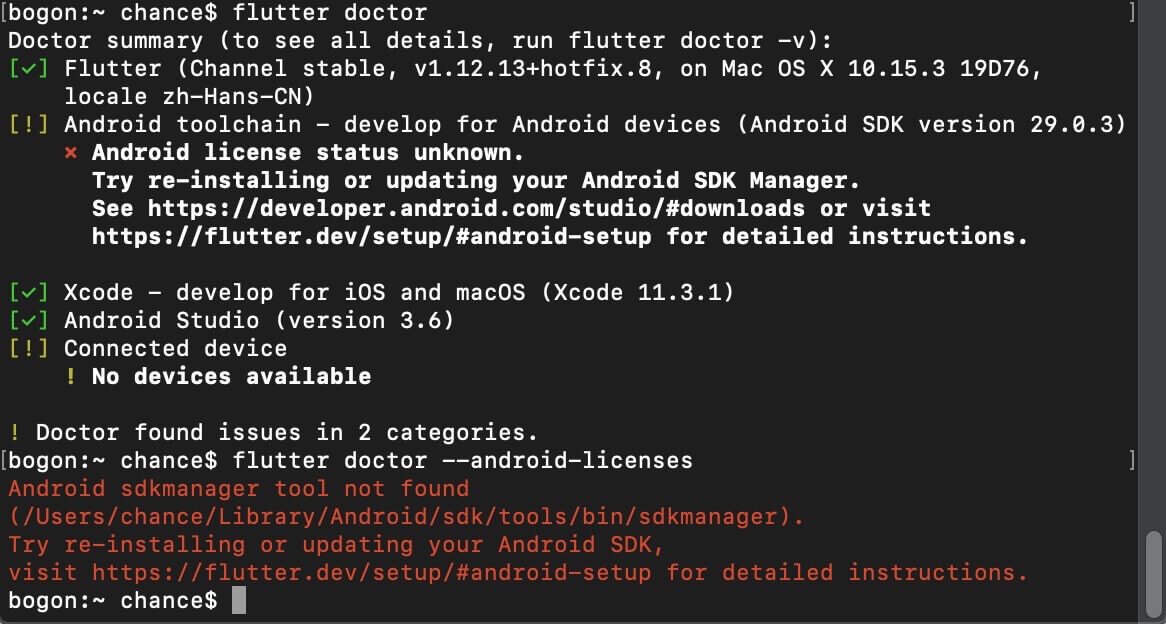 [bogon:~ chance$ flutter doctor ]
Doctor summary (to see all details, run flutter doctor -v):
[✓] Flutter (Channel stable, v1.12.13+hotfix.8, on Mac OS X 10.15.3 19D76,
locale zh-Hans-CN)
[!] Android toolchain - develop for Android devices (Android SDK version 29.0.3)
✗ Android license status unknown.
Try re-installing or updating your Android SDK Manager.
See https://developer.android.com/studio/#downloads or visit
https://flutter.dev/setup/#android-setup for detailed instructions.
[✓] Xcode - develop for iOS and macOS (Xcode 11.3.1)
[✓] Android Studio (version 3.6)
[!] Connected device
! No devices available
! Doctor found issues in 2 categories.
[bogon:~ chance$ flutter doctor --android-licenses ]
Android sdkmanager tool not found
(/Users/chance/Library/Android/sdk/tools/bin/sdkmanager).
Try re-installing or updating your Android SDK,
visit https://flutter.dev/setup/#android-setup for detailed instructions.
bogon:~ chance$